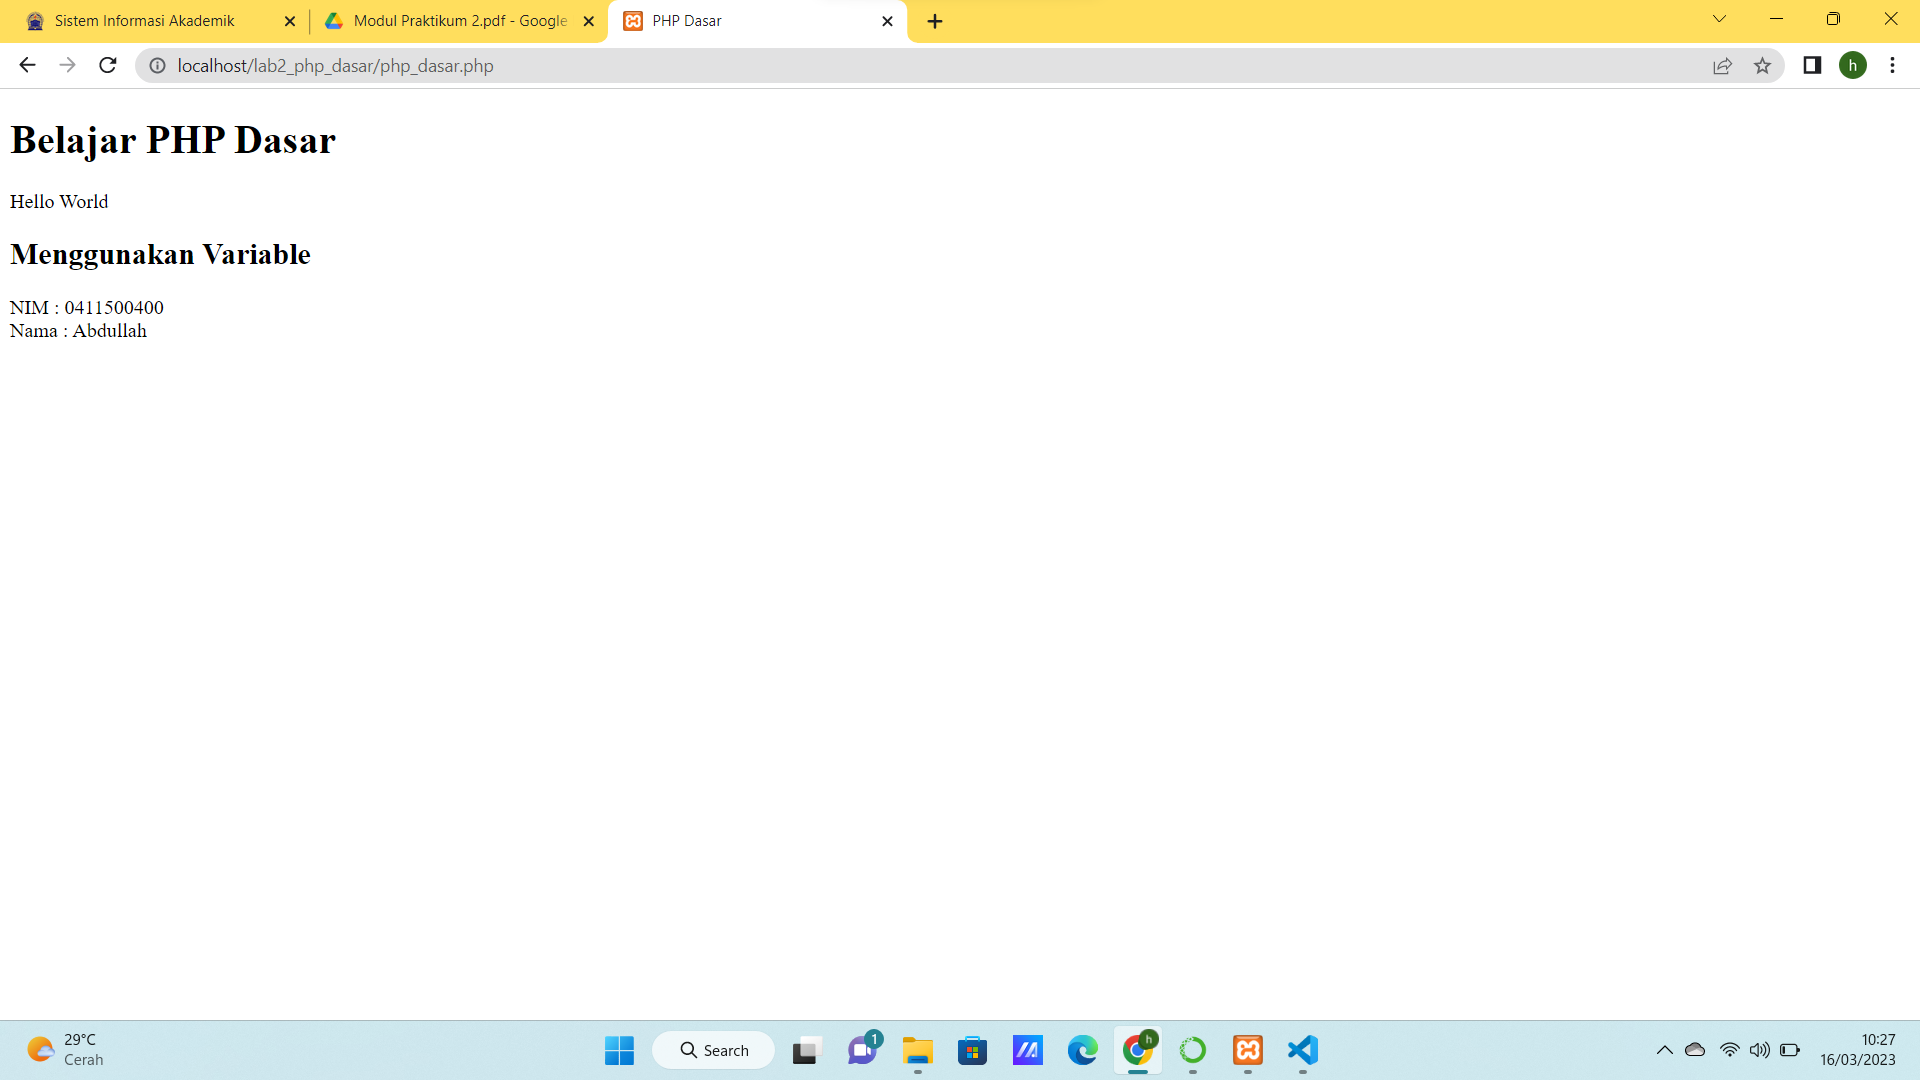 Sistem Informasi Akademik
Modul Praktikum 2.pdf - Google
PHP Dasar
localhost/lab2_php_dasar/php_dasar.php
h
Belajar PHP Dasar
Hello World
Menggunakan Variable
NIM : 0411500400
Nama : Abdullah
29°C
Cerah
Search
1
h
10:27
16/03/2023